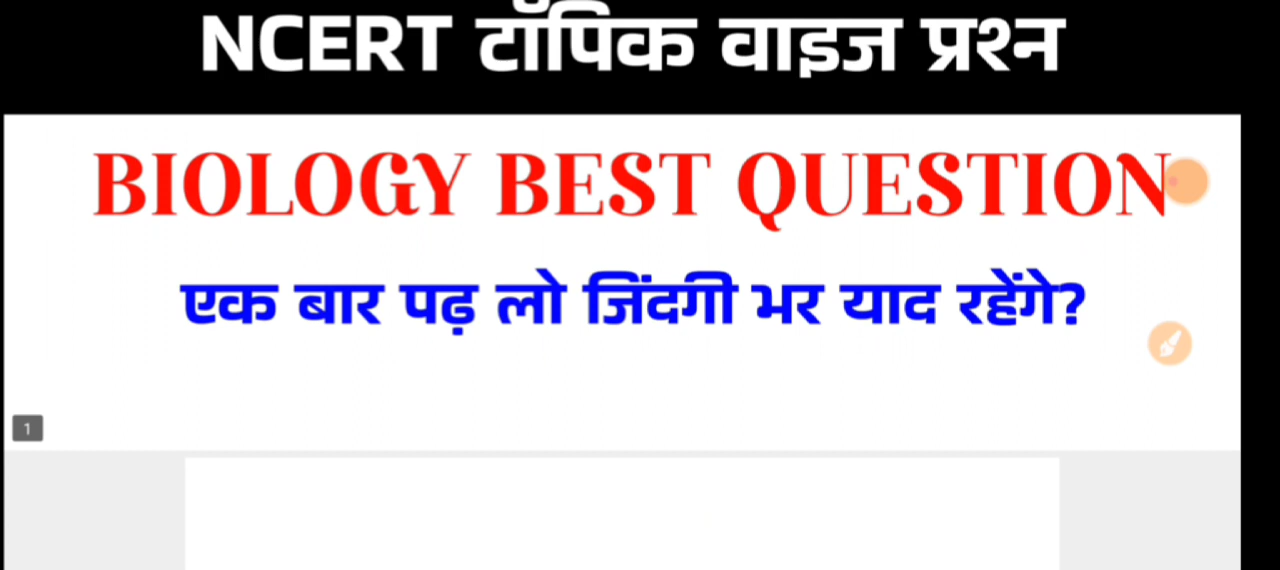 NCERT टॉपिक वाइज प्रश्न
BIOLOGY BEST QUESTION
एक बार पढ़ लो जिंदगी भर याद रहेंगे?
1